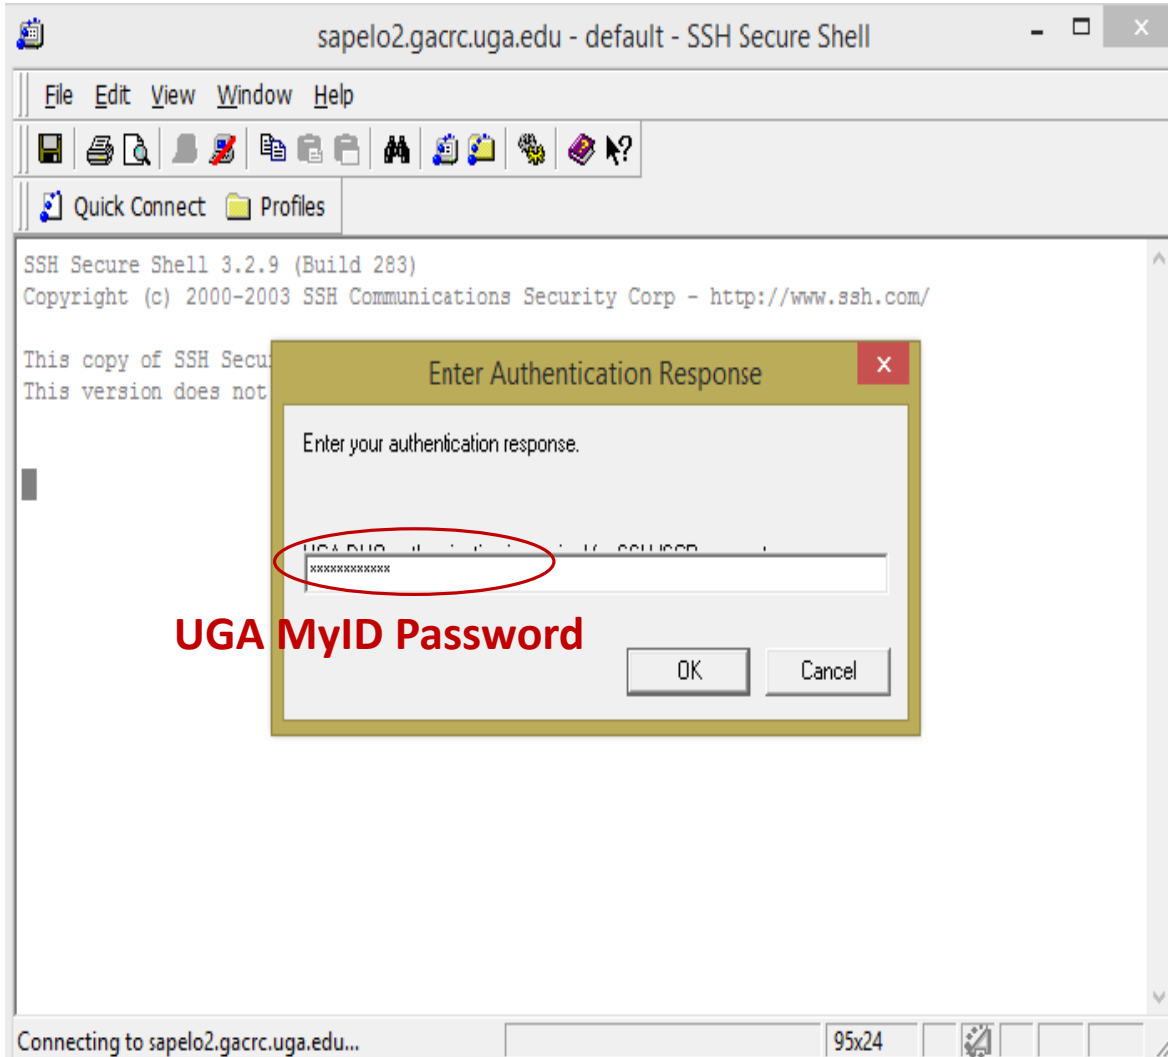 sapelo2.gacrc.uga.edu - default - SSH Secure Shell
File Edit View Window Help
Quick Connect Profiles
SSH Secure Shell 3.2.9 (Build 283)
Copyright (c) 2000-2003 SSH Communications Security Corp - http://www.ssh.com/
This copy of SSH Secu
This version does not
Enter Authentication Response
Enter your authentication response.
xxxxxxxxxxxx
UGA MyID Password
OK Cancel
Connecting to sapelo2.gacrc.uga.edu... 95x24